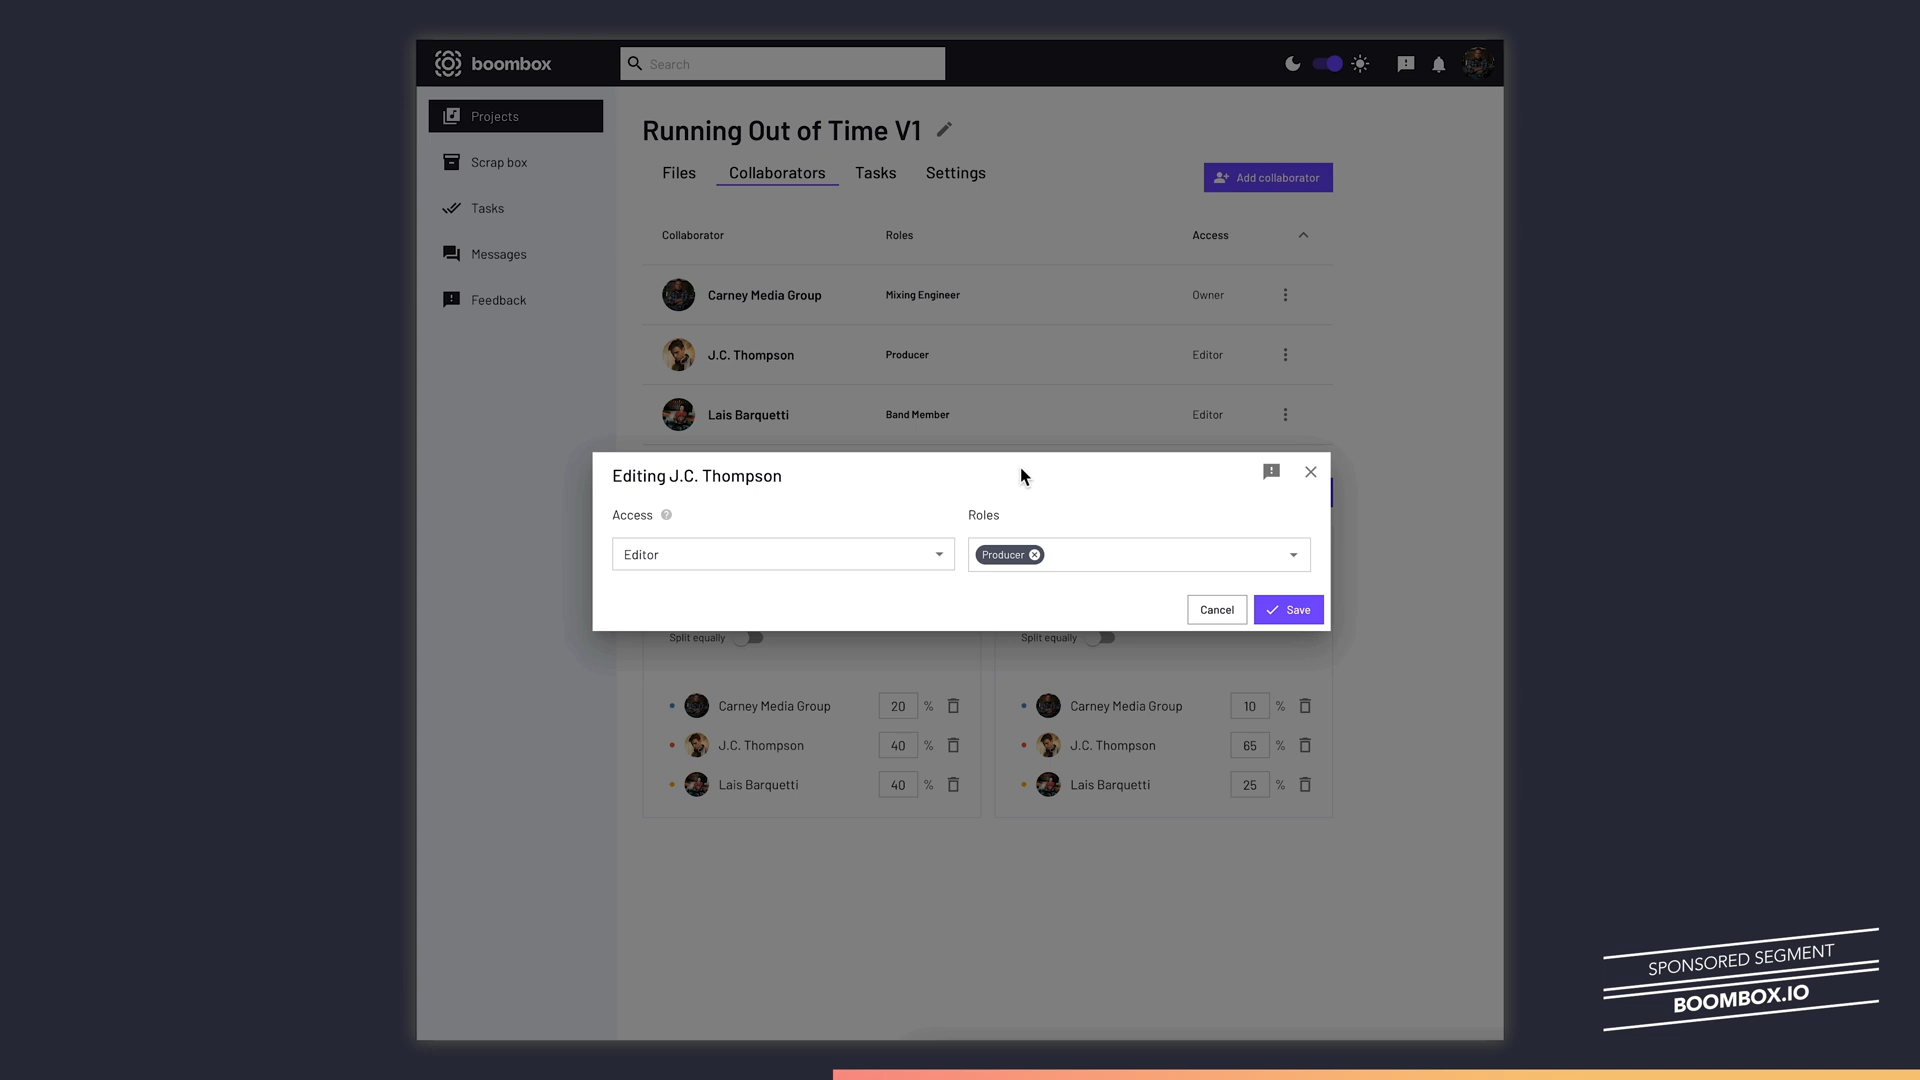 boombox
Search
Projects
Scrap box
Tasks
Messages
Feedback
Running Out of Time V1
Files Collaborators Tasks Settings
Add collaborator
Collaborator Roles Access
Carney Media Group Mixing Engineer Owner
J.C. Thompson Producer Editor
Lais Barquetti Band Member Editor
Editing J.C. Thompson
Access ? Roles
Editor Producer
Cancel Save
Split equally Split equally
Carney Media Group 20 % Carney Media Group 10 %
J.C. Thompson 40 % J.C. Thompson 65 %
Lais Barquetti 40 % Lais Barquetti 25 %
SPONSORED SEGMENT
BOOMBOX.IO